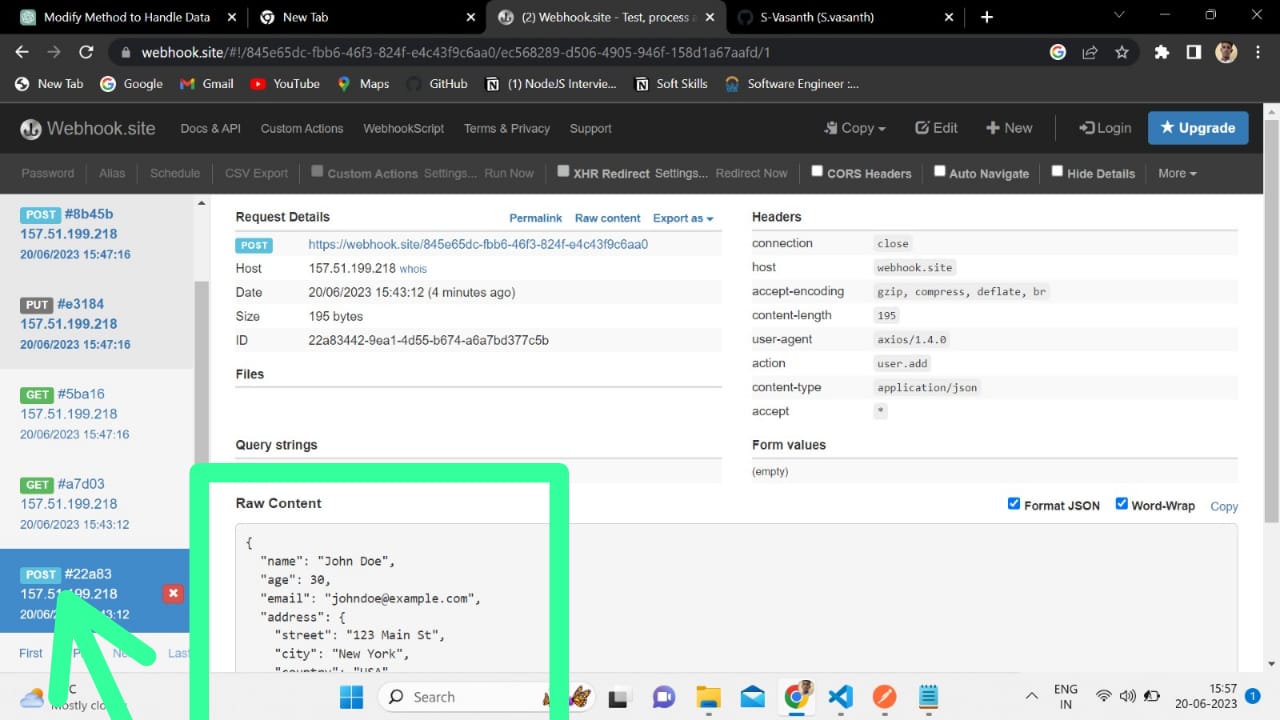 Modify Method to Handle Data
New Tab
(2) Webhook.site - Test, process a
S-Vasanth (S.vasanth)
webhook.site/#!/845e65dc-fbb6-46f3-824f-e4c43f9c6aa0/ec568289-d506-4905-946f-158d1a67aafd/1
New Tab Google Gmail YouTube Maps GitHub (1) NodeJS Intervie... Soft Skills Software Engineer :...
Webhook.site Docs & API Custom Actions WebhookScript Terms & Privacy Support Copy Edit New Login Upgrade
Password Alias Schedule CSV Export Custom Actions Settings... Run Now XHR Redirect Settings... Redirect Now CORS Headers Auto Navigate Hide Details More
POST #8b45b
157.51.199.218
20/06/2023 15:47:16
PUT #e3184
157.51.199.218
20/06/2023 15:47:16
GET #5ba16
157.51.199.218
20/06/2023 15:47:16
GET #a7d03
157.51.199.218
20/06/2023 15:43:12
POST #22a83
157.51.199.218
20/06 43:12
First Last
Request Details Permalink Raw content Export as
POST https://webhook.site/845e65dc-fbb6-46f3-824f-e4c43f9c6aa0
Host 157.51.199.218 whois
Date 20/06/2023 15:43:12 (4 minutes ago)
Size 195 bytes
ID 22a83442-9ea1-4d55-b674-a6a7bd377c5b
Files
Headers
connection close
host webhook.site
accept-encoding gzip, compress, deflate, br
content-length 195
user-agent axios/1.4.0
action user.add
content-type application/json
accept *
Query strings
Form values
(empty)
Raw Content Format JSON Word-Wrap Copy
{
"name": "John Doe",
"age": 30,
"email": "johndoe@example.com",
"address": {
"street": "123 Main St",
"city": "New York",
"country": "USA"
Mostly clo
Search
ENG
IN
15:57
20-06-2023
1